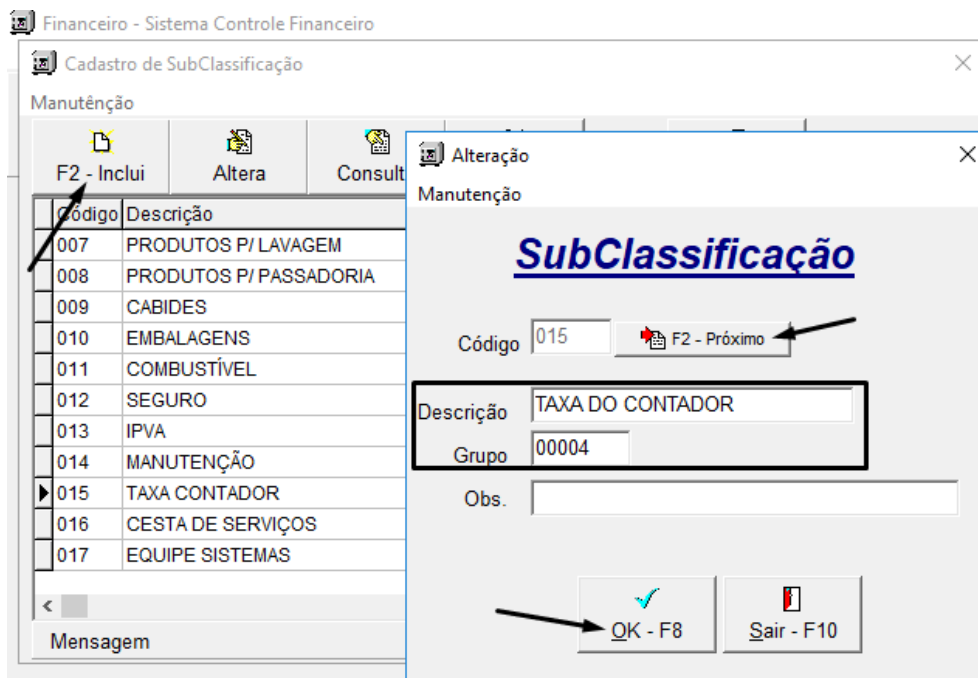 Financeiro - Sistema Controle Financeiro
Cadastro de SubClassificação
Manutênção
F2 - Inclui
Altera
Consult
Código Descrição
007 PRODUTOS P/ LAVAGEM
008 PRODUTOS P/ PASSADORIA
009 CABIDES
010 EMBALAGENS
011 COMBUSTÍVEL
012 SEGURO
013 IPVA
014 MANUTENÇÃO
015 TAXA CONTADOR
016 CESTA DE SERVIÇOS
017 EQUIPE SISTEMAS
Mensagem
Alteração
Manutenção
SubClassificação
Código 015 F2 - Próximo
Descrição TAXA DO CONTADOR
Grupo 00004
Obs.
OK - F8
Sair - F10